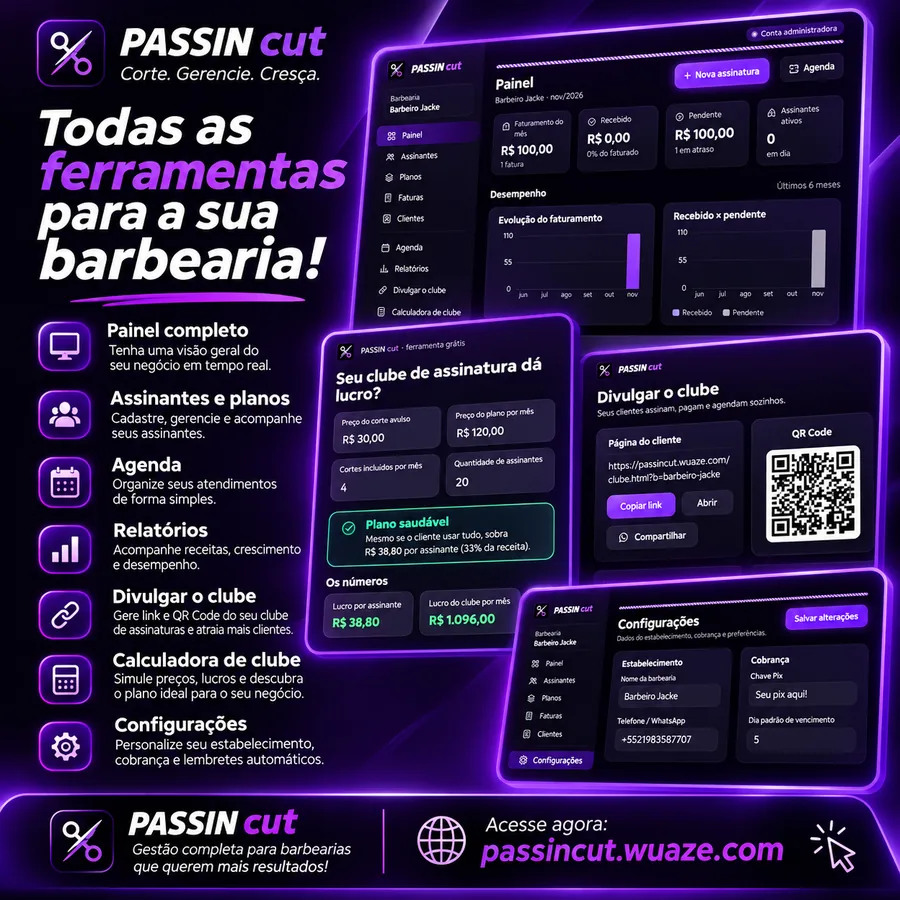 PASSIN cut
Corte. Gerencie. Cresça.
Todas as
ferramentas
para a sua
barbearia!
Painel completo
Tenha uma visão geral do
seu negócio em tempo real.
Assinantes e planos
Cadastre, gerencie e acompanhe
seus assinantes.
Agenda
Organize seus atendimentos
de forma simples.
Relatórios
Acompanhe receitas, crescimento
e desempenho.
Divulgar o clube
Gere link e QR Code do seu clube
de assinaturas e atraia mais clientes.
Calculadora de clube
Simule preços, lucros e descubra
o plano ideal para o seu negócio.
Configurações
Personalize seu estabelecimento,
cobrança e lembretes automáticos.
PASSIN cut
Barbearia
Barbeiro Jacke
Painel
Assinantes
Planos
Faturas
Clientes
Agenda
Relatórios
Divulgar o clube
Calculadora de clube
Conta administradora
Painel
Barbeiro Jacke · nov/2026
+ Nova assinatura
Agenda
Faturamento do mês
R$ 100,00
1 fatura
Recebido
R$ 0,00
0% do faturado
Pendente
R$ 100,00
1 em atraso
Assinantes ativos
0
em dia
Desempenho
Últimos 6 meses
Evolução do faturamento
110
55
0
jun jul ago set out nov
Recebido x pendente
110
55
0
jun jul ago set out nov
Recebido Pendente
PASSIN cut · ferramenta grátis
Seu clube de assinatura dá
lucro?
Preço do corte avulso
R$ 30,00
Preço do plano por mês
R$ 120,00
Cortes incluídos por mês
4
Quantidade de assinantes
20
Plano saudável
Mesmo se o cliente usar tudo, sobra
R$ 38,80 por assinante (33% da receita).
Os números
Lucro por assinante
R$ 38,80
Lucro do clube por mês
R$ 1.096,00
PASSIN cut
Divulgar o clube
Seus clientes assinam, pagam e agendam sozinhos.
Página do cliente
https://passincut.wuaze.com/
clube.html?b=barbeiro-jacke
Copiar link
Abrir
Compartilhar
QR Code
PASSIN cut
Barbearia
Barbeiro Jacke
Painel
Assinantes
Planos
Faturas
Clientes
Configurações
Configurações
Dados do estabelecimento, cobrança e preferências.
Salvar alterações
Estabelecimento
Nome da barbearia
Barbeiro Jacke
Telefone / WhatsApp
+5521983587707
Cobrança
Chave Pix
Seu pix aqui!
Dia padrão de vencimento
5
PASSIN cut
Gestão completa para barbearias
que querem mais resultados!
Acesse agora:
passincut.wuaze.com